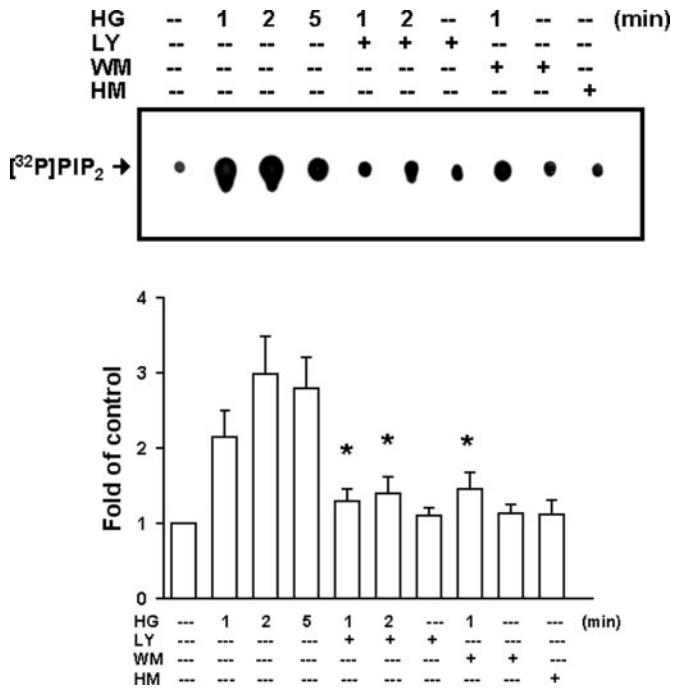 HG -- 1 2 5 1 2 -- 1 -- -- (min)
LY -- -- -- -- + + + -- -- --
WM -- -- -- -- -- -- -- + + --
HM -- -- -- -- -- -- -- -- -- +
[³²P]PIP₂ →
4
3
2
1
0
Fold of control
* * *
HG --- 1 2 5 1 2 --- 1 --- --- (min)
LY --- --- --- --- + + + --- --- ---
WM --- --- --- --- --- --- --- + + ---
HM --- --- --- --- --- --- --- --- --- +